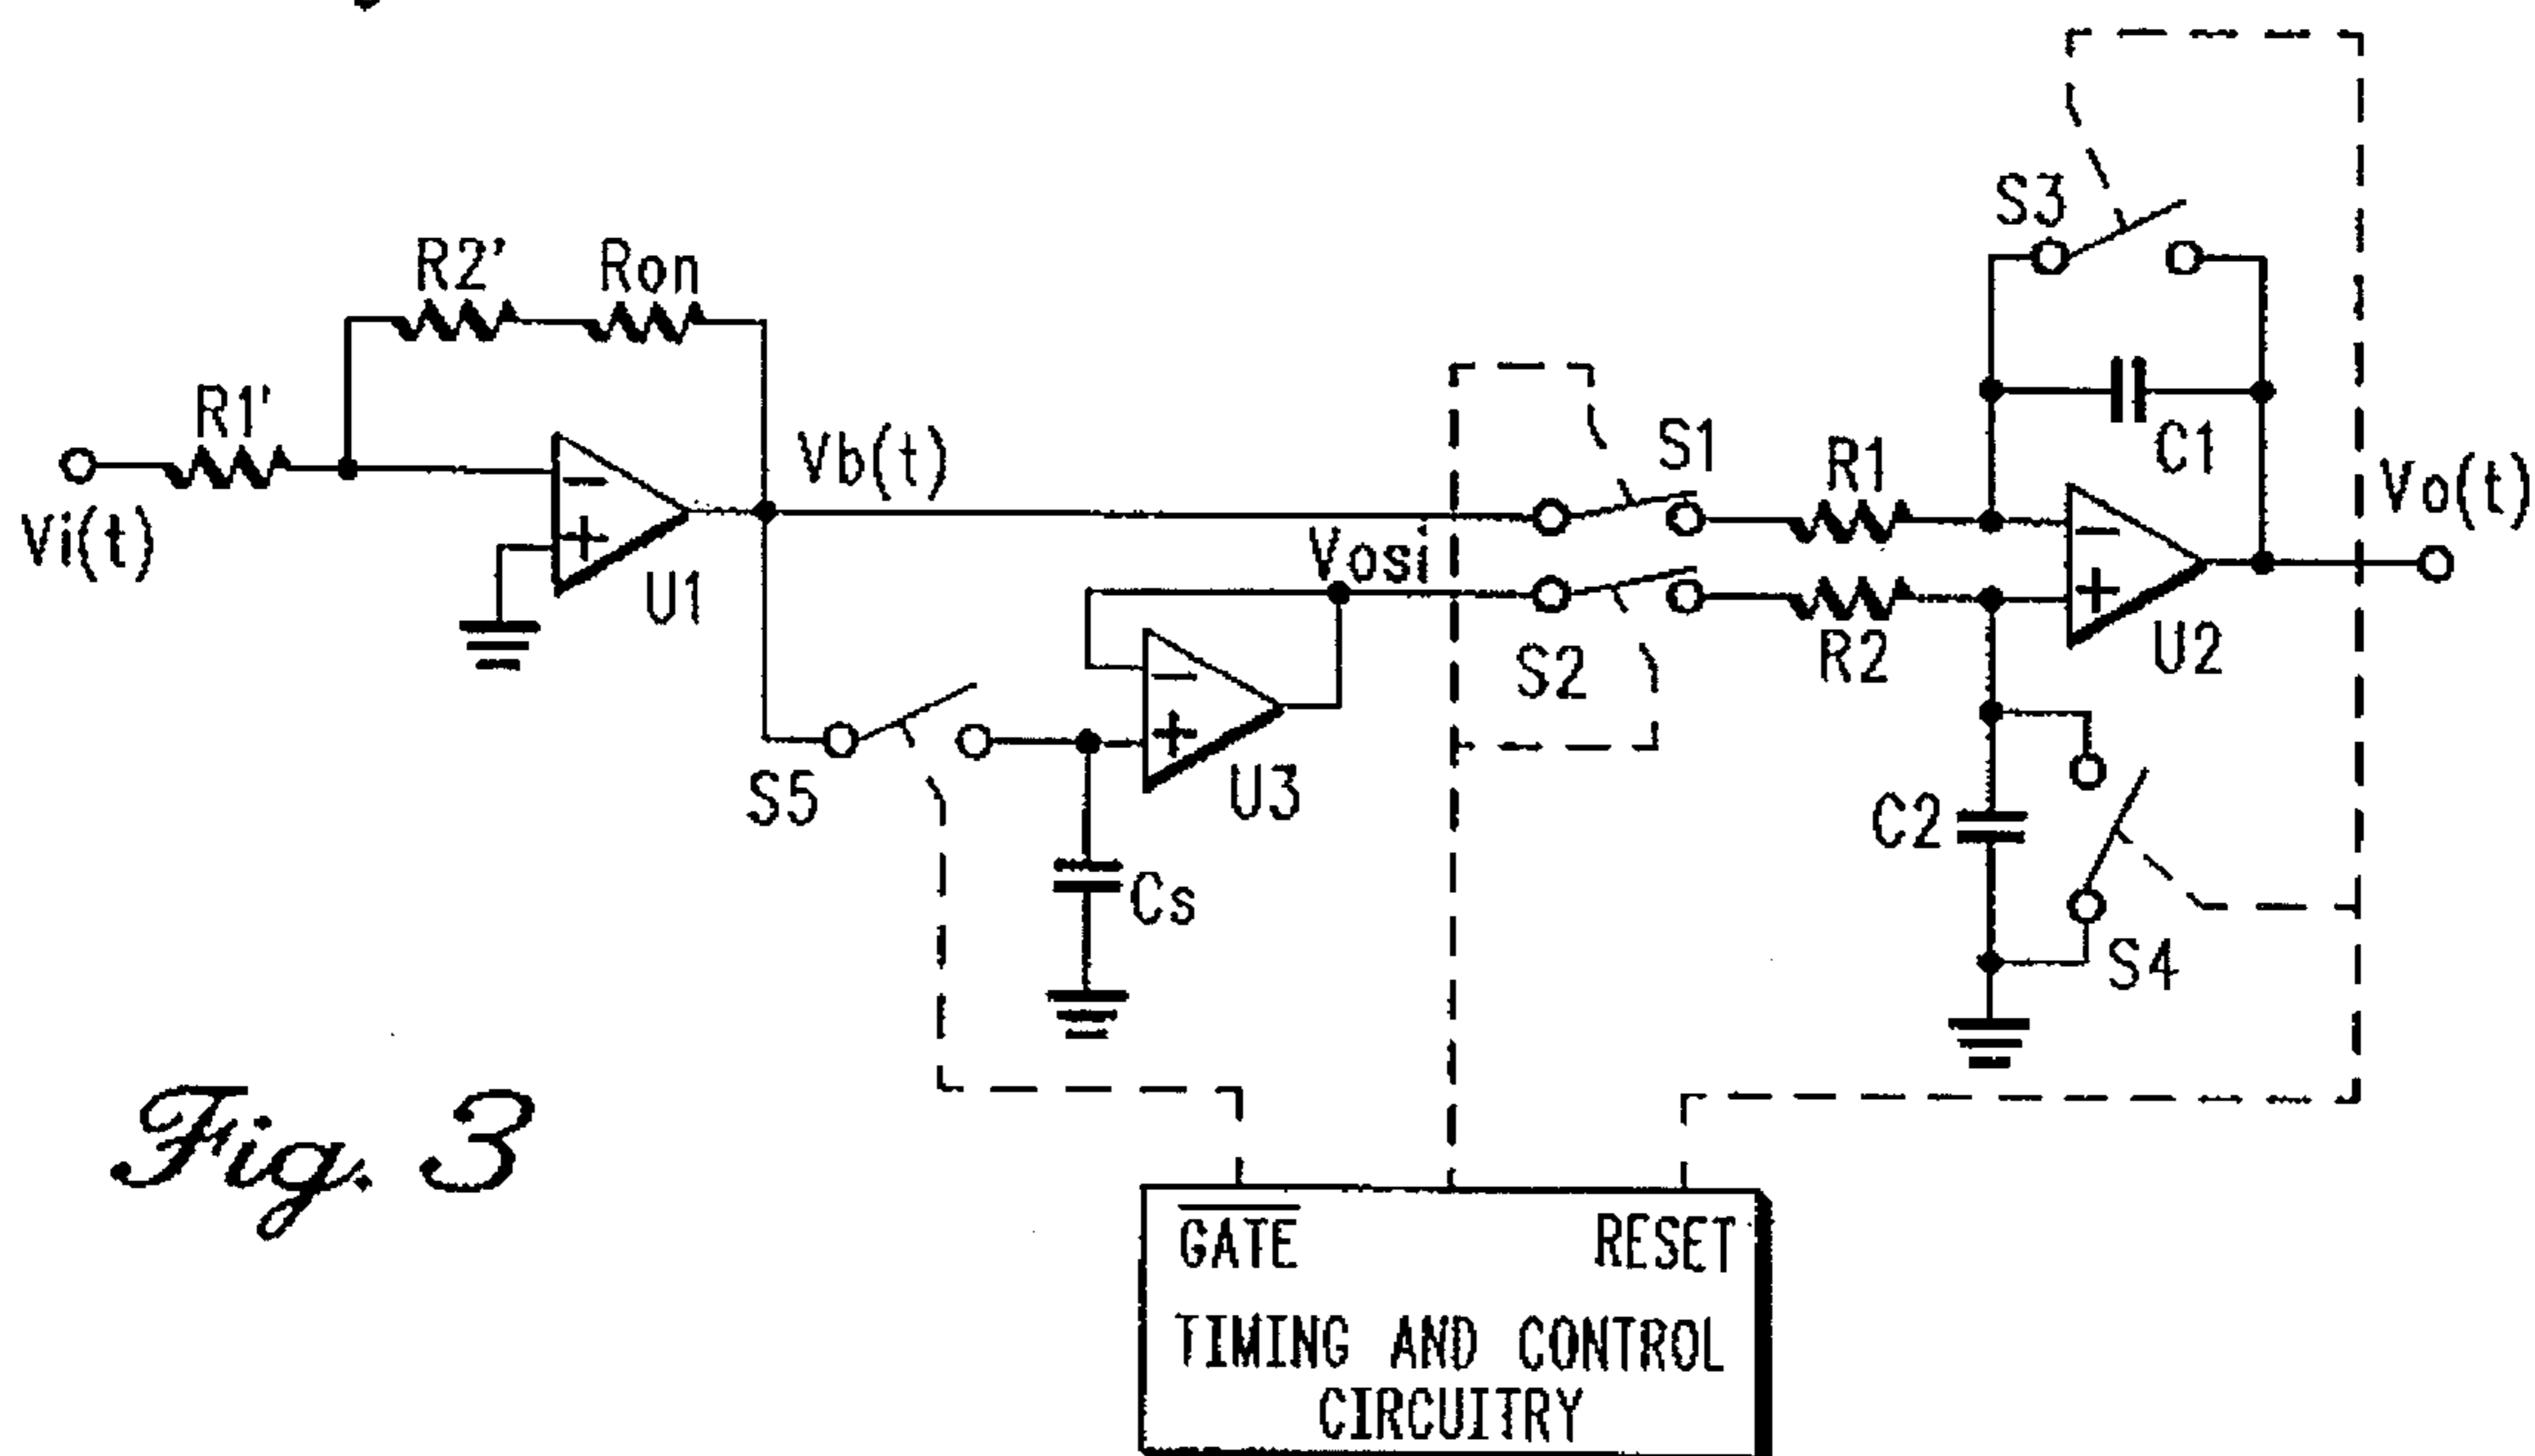 S3
R2' Ron
R1'
Vb(t)
S1
R1
C1
Vo(t)
Vi(t)
Vosi
U1
S2
R2
U2
S5
U3
C2
Cs
S4
Fig. 3
GATE
RESET
TIMING AND CONTROL
CIRCUITRY